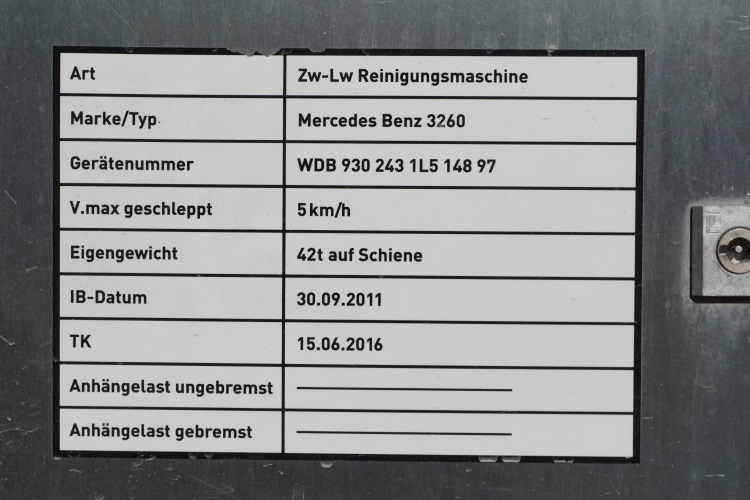 Art Zw-Lw Reinigungsmaschine
Marke/Typ Mercedes Benz 3260
Gerätenummer WDB 930 243 1L5 148 97
V.max geschleppt 5 km/h
Eigengewicht 42t auf Schiene
IB-Datum 30.09.2011
TK 15.06.2016
Anhängelast ungebremst
Anhängelast gebremst